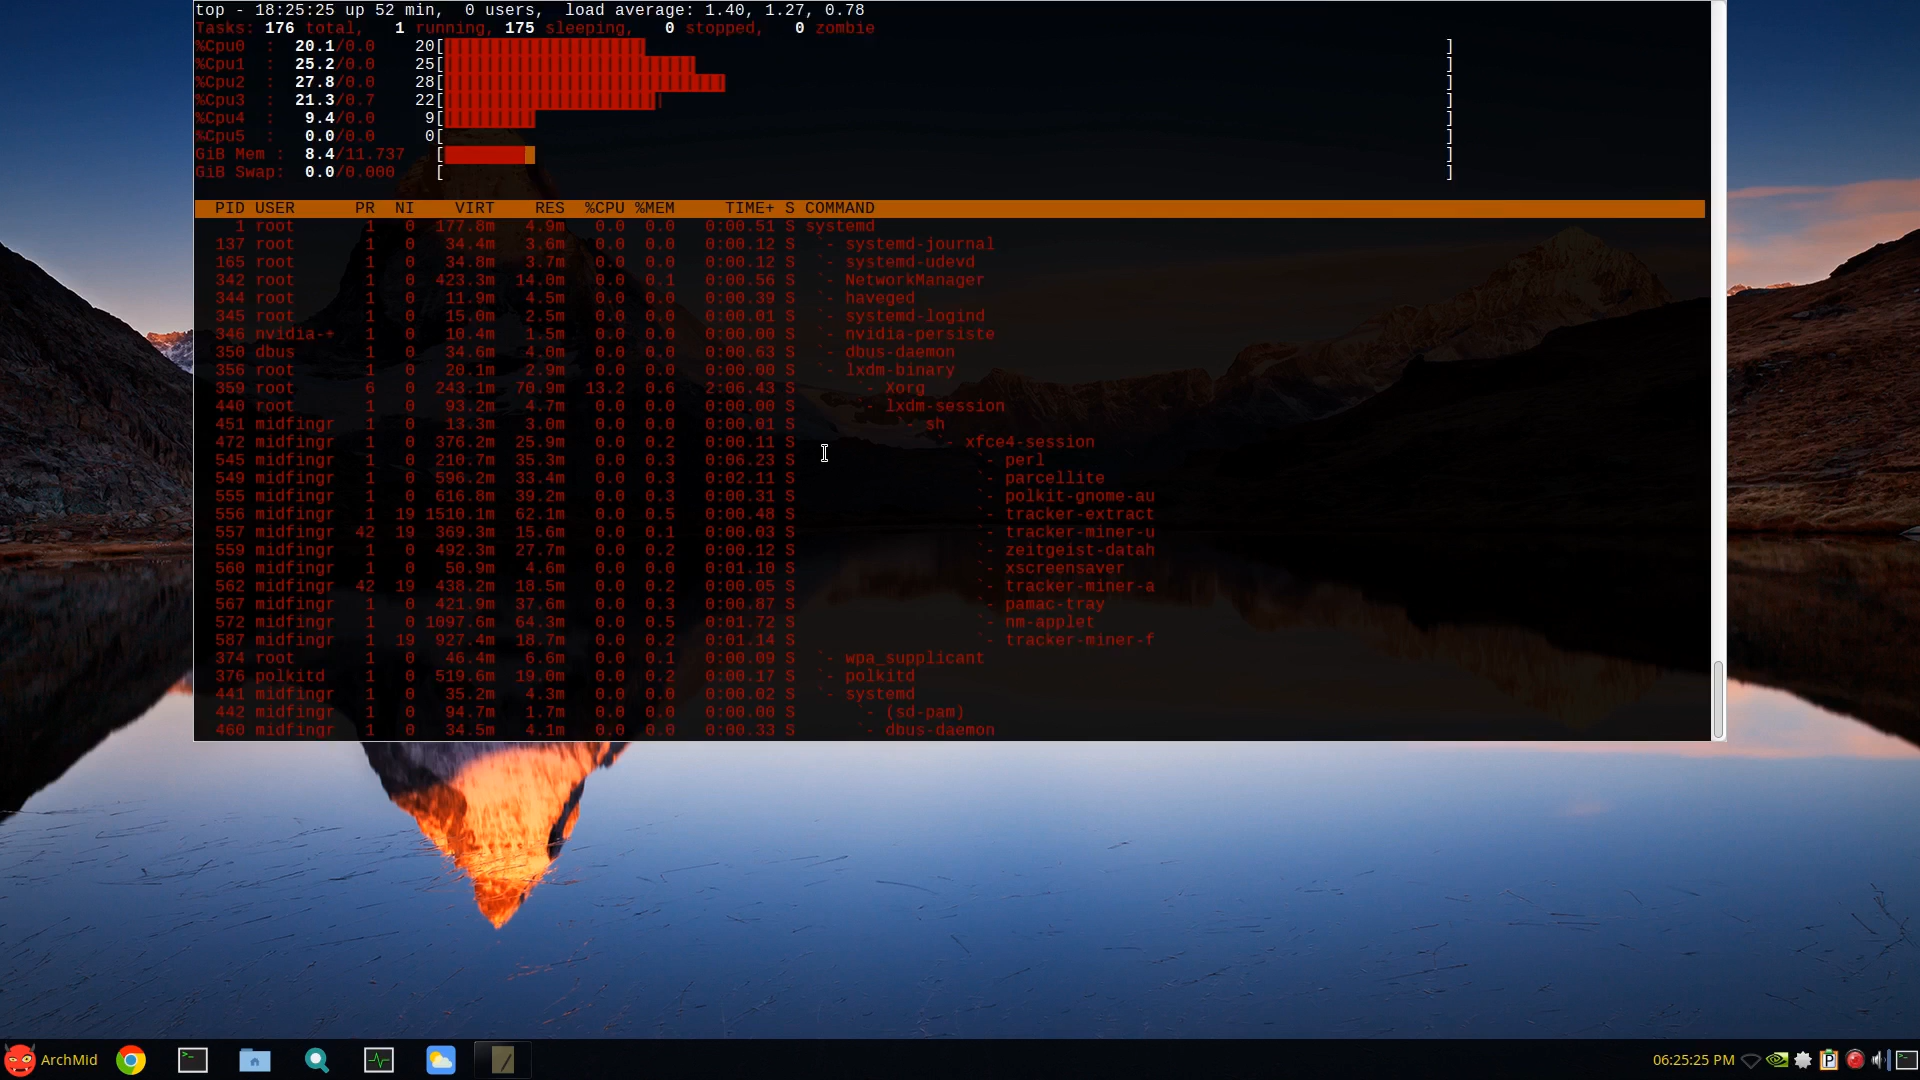 top - 18:25:25 up 52 min,  0 users,  load average: 1.40, 1.27, 0.78
Tasks: 176 total,   1 running, 175 sleeping,   0 stopped,   0 zombie
%Cpu0  :  20.1/0.0    20[ ]
%Cpu1  :  25.2/0.0    25[ ]
%Cpu2  :  27.8/0.0    28[ ]
%Cpu3  :  21.3/0.7    22[ ]
%Cpu4  :   9.4/0.0     9[ ]
%Cpu5  :   0.0/0.0     0[ ]
GiB Mem :  8.4/11.737   [ ]
GiB Swap:  0.0/0.000    [ ]
PID USER PR NI VIRT RES %CPU %MEM TIME+ S COMMAND
1 root 1 0 177.8m 4.9m 0.0 0.0 0:00.51 S systemd
137 root 1 0 34.4m 3.6m 0.0 0.0 0:00.12 S `- systemd-journal
165 root 1 0 34.8m 3.7m 0.0 0.0 0:00.12 S `- systemd-udevd
342 root 1 0 423.3m 14.0m 0.0 0.1 0:00.56 S `- NetworkManager
344 root 1 0 11.9m 4.5m 0.0 0.0 0:00.39 S `- haveged
345 root 1 0 15.0m 2.5m 0.0 0.0 0:00.01 S `- systemd-logind
346 nvidia-+ 1 0 10.4m 1.5m 0.0 0.0 0:00.00 S `- nvidia-persiste
350 dbus 1 0 34.6m 4.0m 0.0 0.0 0:00.63 S `- dbus-daemon
356 root 1 0 20.1m 2.9m 0.0 0.0 0:00.00 S `- lxdm-binary
359 root 6 0 243.1m 70.9m 13.2 0.6 2:06.43 S `- Xorg
440 root 1 0 93.2m 4.7m 0.0 0.0 0:00.00 S `- lxdm-session
451 midfingr 1 0 13.3m 3.0m 0.0 0.0 0:00.01 S `- sh
472 midfingr 1 0 376.2m 25.9m 0.0 0.2 0:00.11 S `- xfce4-session
545 midfingr 1 0 210.7m 35.3m 0.0 0.3 0:06.23 S `- perl
549 midfingr 1 0 596.2m 33.4m 0.0 0.3 0:02.11 S `- parcellite
555 midfingr 1 0 616.8m 39.2m 0.0 0.3 0:00.31 S `- polkit-gnome-au
556 midfingr 1 19 1510.1m 62.1m 0.0 0.5 0:00.48 S `- tracker-extract
557 midfingr 42 19 369.3m 15.6m 0.0 0.1 0:00.03 S `- tracker-miner-u
559 midfingr 1 0 492.3m 27.7m 0.0 0.2 0:00.12 S `- zeitgeist-datah
560 midfingr 1 0 50.9m 4.6m 0.0 0.0 0:01.10 S `- xscreensaver
562 midfingr 42 19 438.2m 18.5m 0.0 0.2 0:00.05 S `- tracker-miner-a
567 midfingr 1 0 421.9m 37.6m 0.0 0.3 0:00.87 S `- pamac-tray
572 midfingr 1 0 1097.6m 64.3m 0.0 0.5 0:01.72 S `- nm-applet
587 midfingr 1 19 927.4m 18.7m 0.0 0.2 0:01.14 S `- tracker-miner-f
374 root 1 0 46.4m 6.6m 0.0 0.1 0:00.09 S `- wpa_supplicant
376 polkitd 1 0 519.6m 19.0m 0.0 0.2 0:00.17 S `- polkitd
441 midfingr 1 0 35.2m 4.3m 0.0 0.0 0:00.02 S `- systemd
442 midfingr 1 0 94.7m 1.7m 0.0 0.0 0:00.00 S `- (sd-pam)
460 midfingr 1 0 34.5m 4.1m 0.0 0.0 0:00.33 S `- dbus-daemon
ArchMid
06:25:25 PM